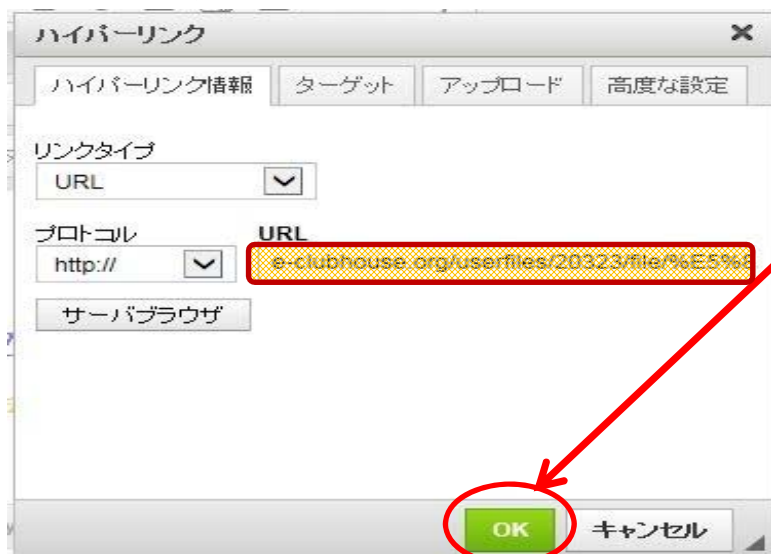 ハイパーリンク
ハイパーリンク情報 ターゲット アップロード 高度な設定
リンクタイプ
URL
プロトコル URL
http:// e-clubhouse.org/userfiles/20323/file/%E5%8
サーバブラウザ
OK キャンセル